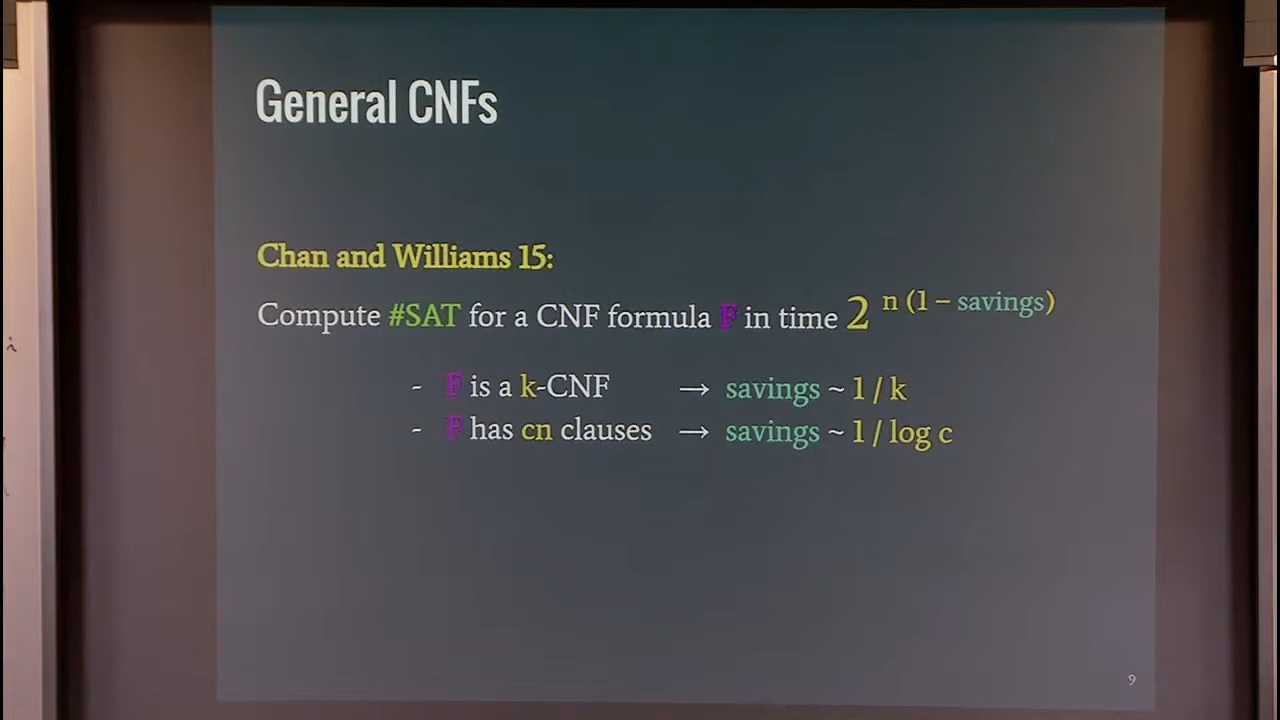 General CNFs
Chan and Williams 15:
Compute #SAT for a CNF formula F in time 2 n (1 – savings)
- F is a k-CNF → savings ~ 1 / k
- F has cn clauses → savings ~ 1 / log c
9